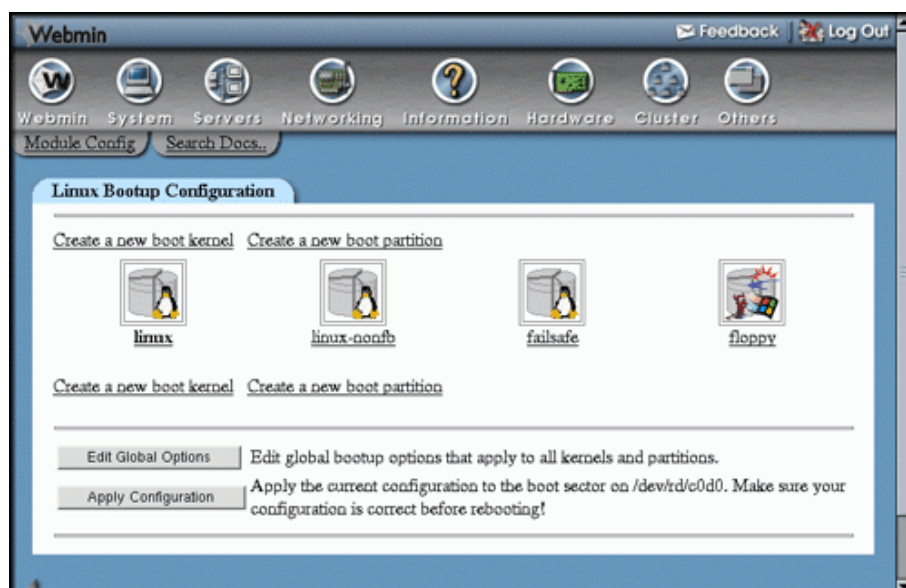 Webmin
Feedback | Log Out
Webmin System Servers Networking Information Hardware Cluster Others
Module Config Search Docs..
Linux Bootup Configuration
Create a new boot kernel Create a new boot partition
linux linux-nonfb failsafe floppy
Create a new boot kernel Create a new boot partition
Edit Global Options Edit global bootup options that apply to all kernels and partitions.
Apply Configuration Apply the current configuration to the boot sector on /dev/rd/c0d0. Make sure your
configuration is correct before rebooting!